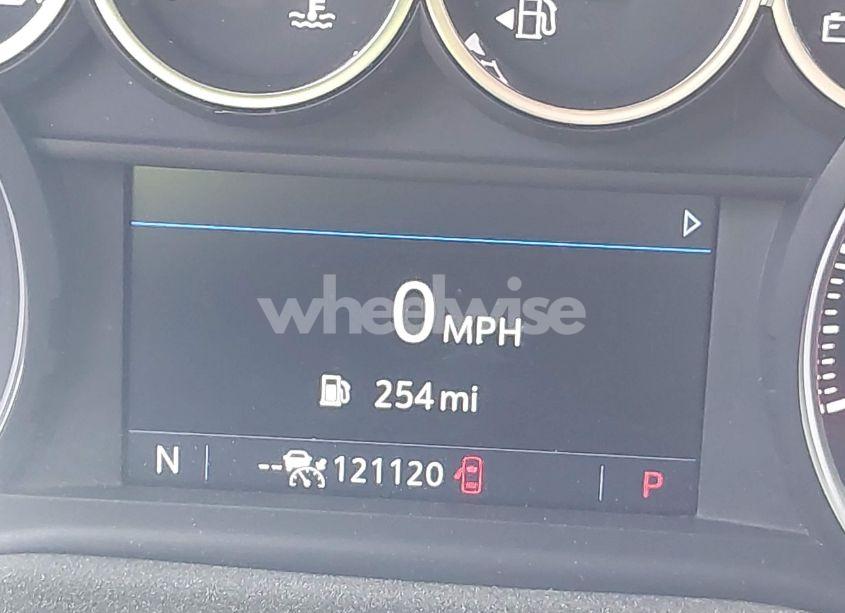 wheelwise
0 MPH
254 mi
N -- 121120 P